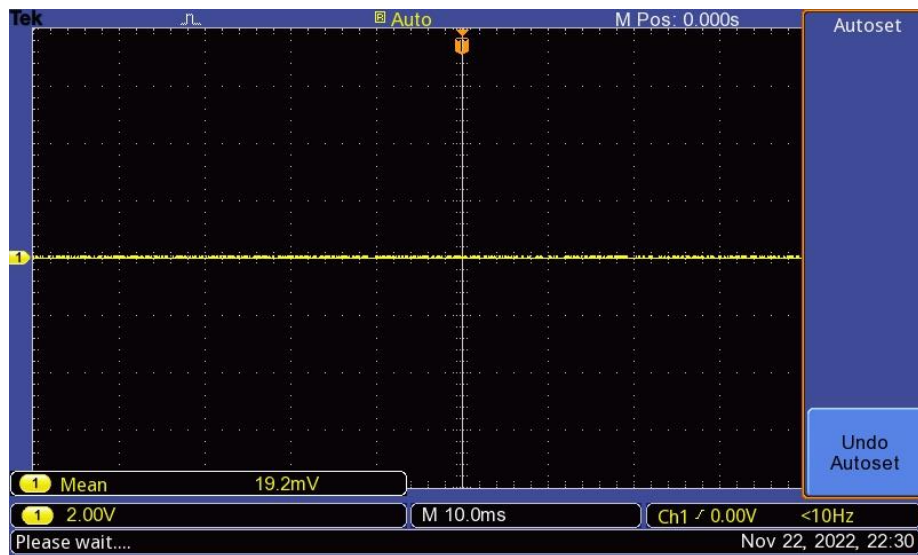 Tek R Auto M Pos: 0.000s
Autoset
T
1
Undo
Autoset
1 Mean 19.2mV
1 2.00V M 10.0ms Ch1 0.00V <10Hz
Please wait.... Nov 22, 2022, 22:30